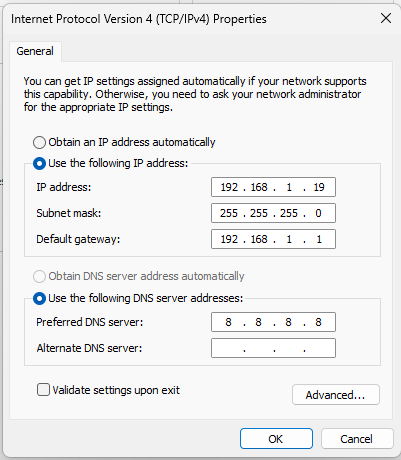 Internet Protocol Version 4 (TCP/IPv4) Properties
General
You can get IP settings assigned automatically if your network supports
this capability. Otherwise, you need to ask your network administrator
for the appropriate IP settings.
Obtain an IP address automatically
Use the following IP address:
IP address: 192 . 168 . 1 . 19
Subnet mask: 255 . 255 . 255 . 0
Default gateway: 192 . 168 . 1 . 1
Obtain DNS server address automatically
Use the following DNS server addresses:
Preferred DNS server: 8 . 8 . 8 . 8
Alternate DNS server: . . .
Validate settings upon exit
Advanced...
OK Cancel